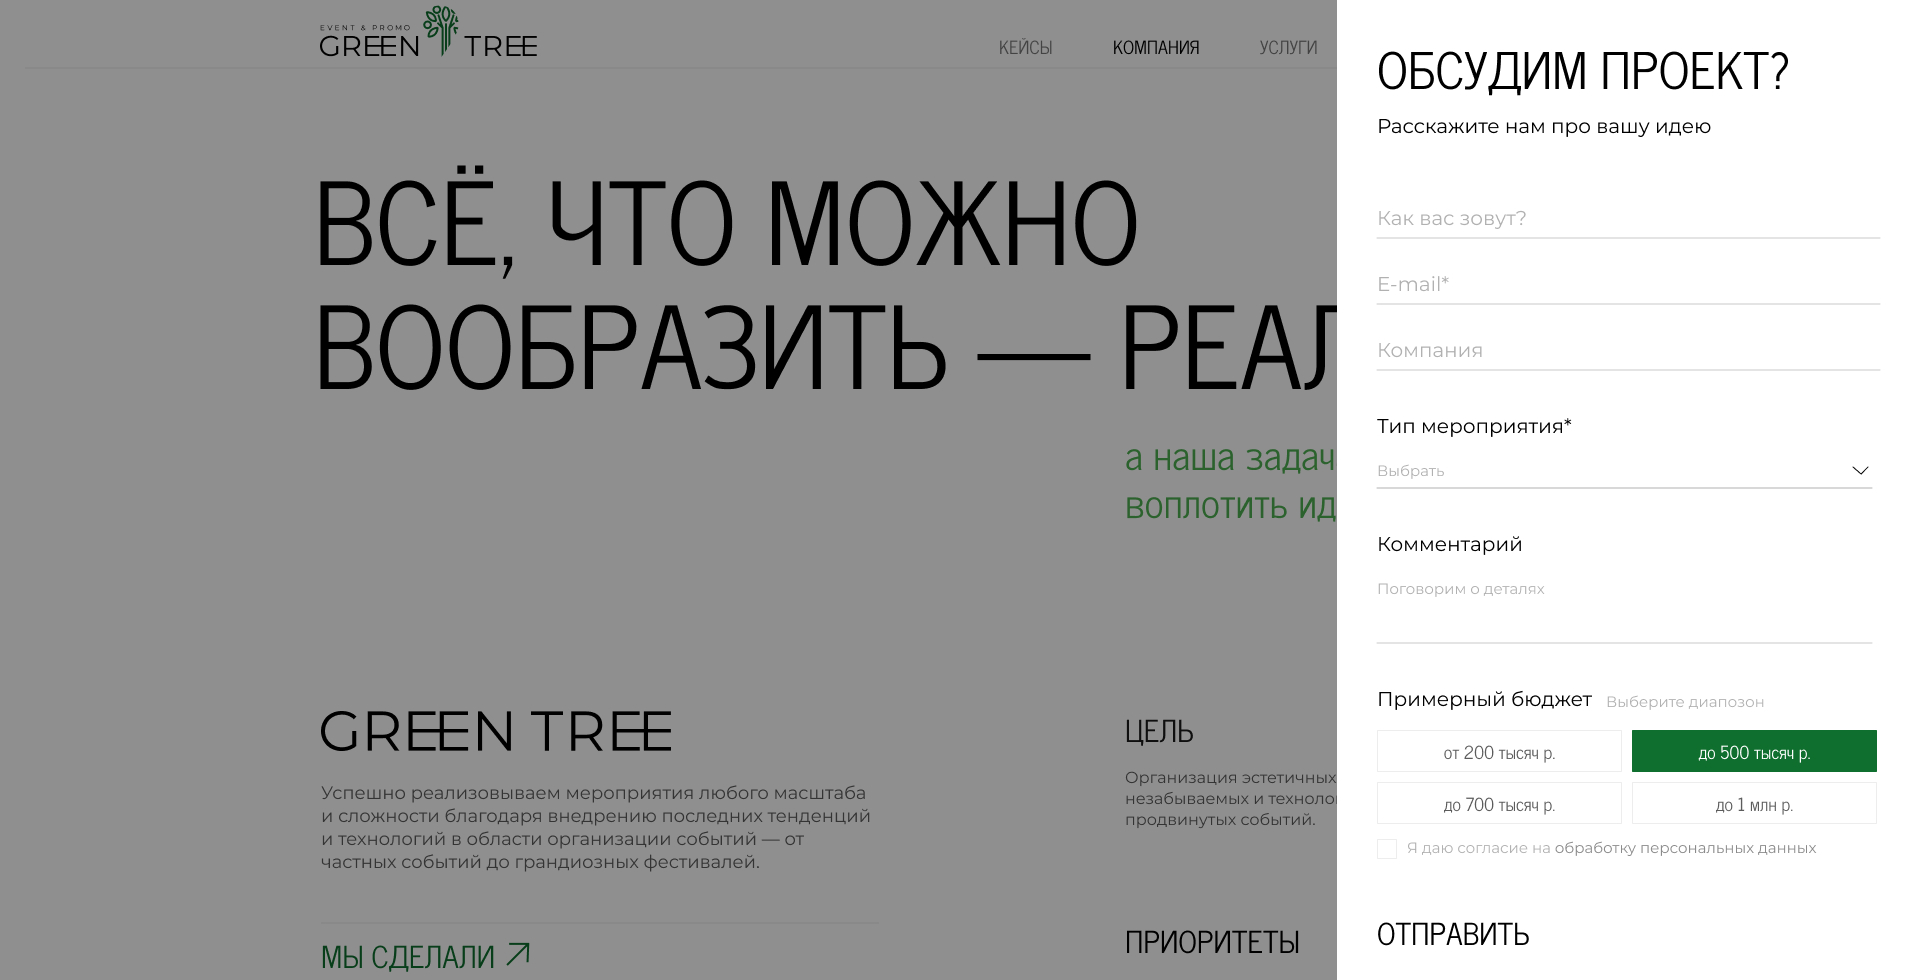 EVENT & PROMO
GREEN TREE
КЕЙСЫ
КОМПАНИЯ
УСЛУГИ
ВСЁ, ЧТО МОЖНО
ВООБРАЗИТЬ — РЕАЛ
а наша задач
воплотить ид
GREEN TREE
Успешно реализовываем мероприятия любого масштаба
и сложности благодаря внедрению последних тенденций
и технологий в области организации событий — от
частных событий до грандиозных фестивалей.
МЫ СДЕЛАЛИ
ЦЕЛЬ
Организация эстетичных
незабываемых и техноло
продвинутых событий.
ПРИОРИТЕТЫ
ОБСУДИМ ПРОЕКТ?
Расскажите нам про вашу идею
Как вас зовут?
E-mail*
Компания
Тип мероприятия*
Выбрать
Комментарий
Поговорим о деталях
Примерный бюджет Выберите диапазон
от 200 тысяч р.
до 500 тысяч р.
до 700 тысяч р.
до 1 млн р.
Я даю согласие на обработку персональных данных
ОТПРАВИТЬ